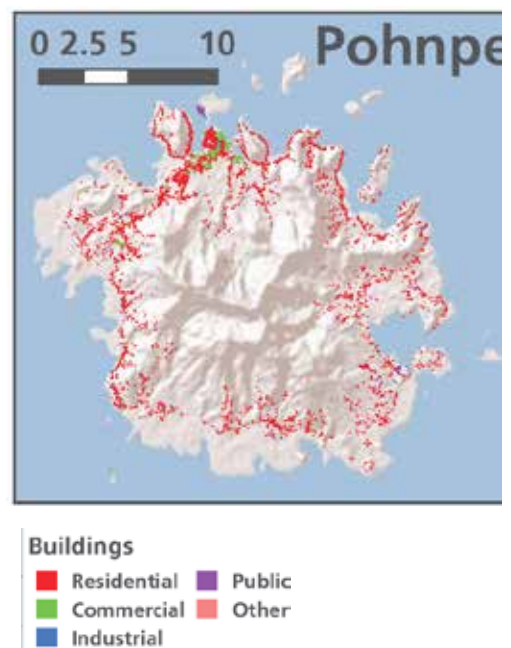 0 2.5 5 10 Pohnpe
Buildings
Residential Public
Commercial Other
Industrial